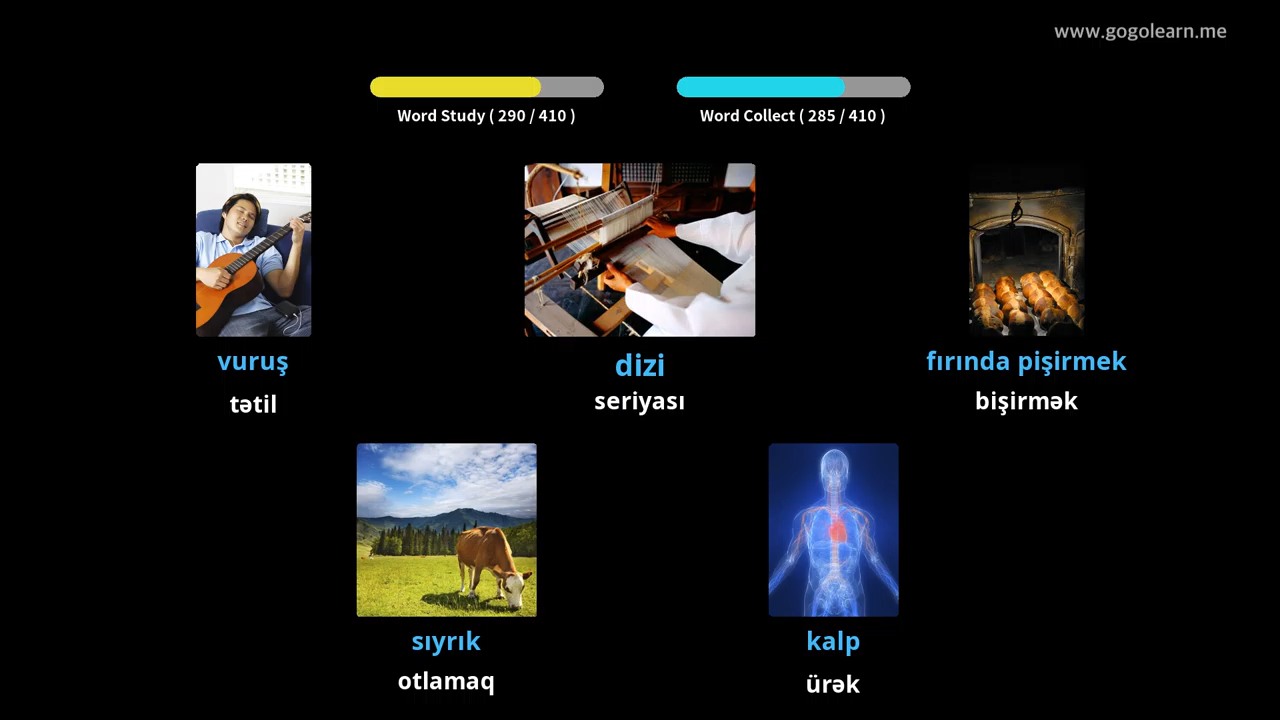 www.gogolearn.me
Word Study ( 290 / 410 )
Word Collect ( 285 / 410 )
vuruş
tətil
dizi
seriyası
fırında pişirmek
bişirmək
sıyrık
otlamaq
kalp
ürək